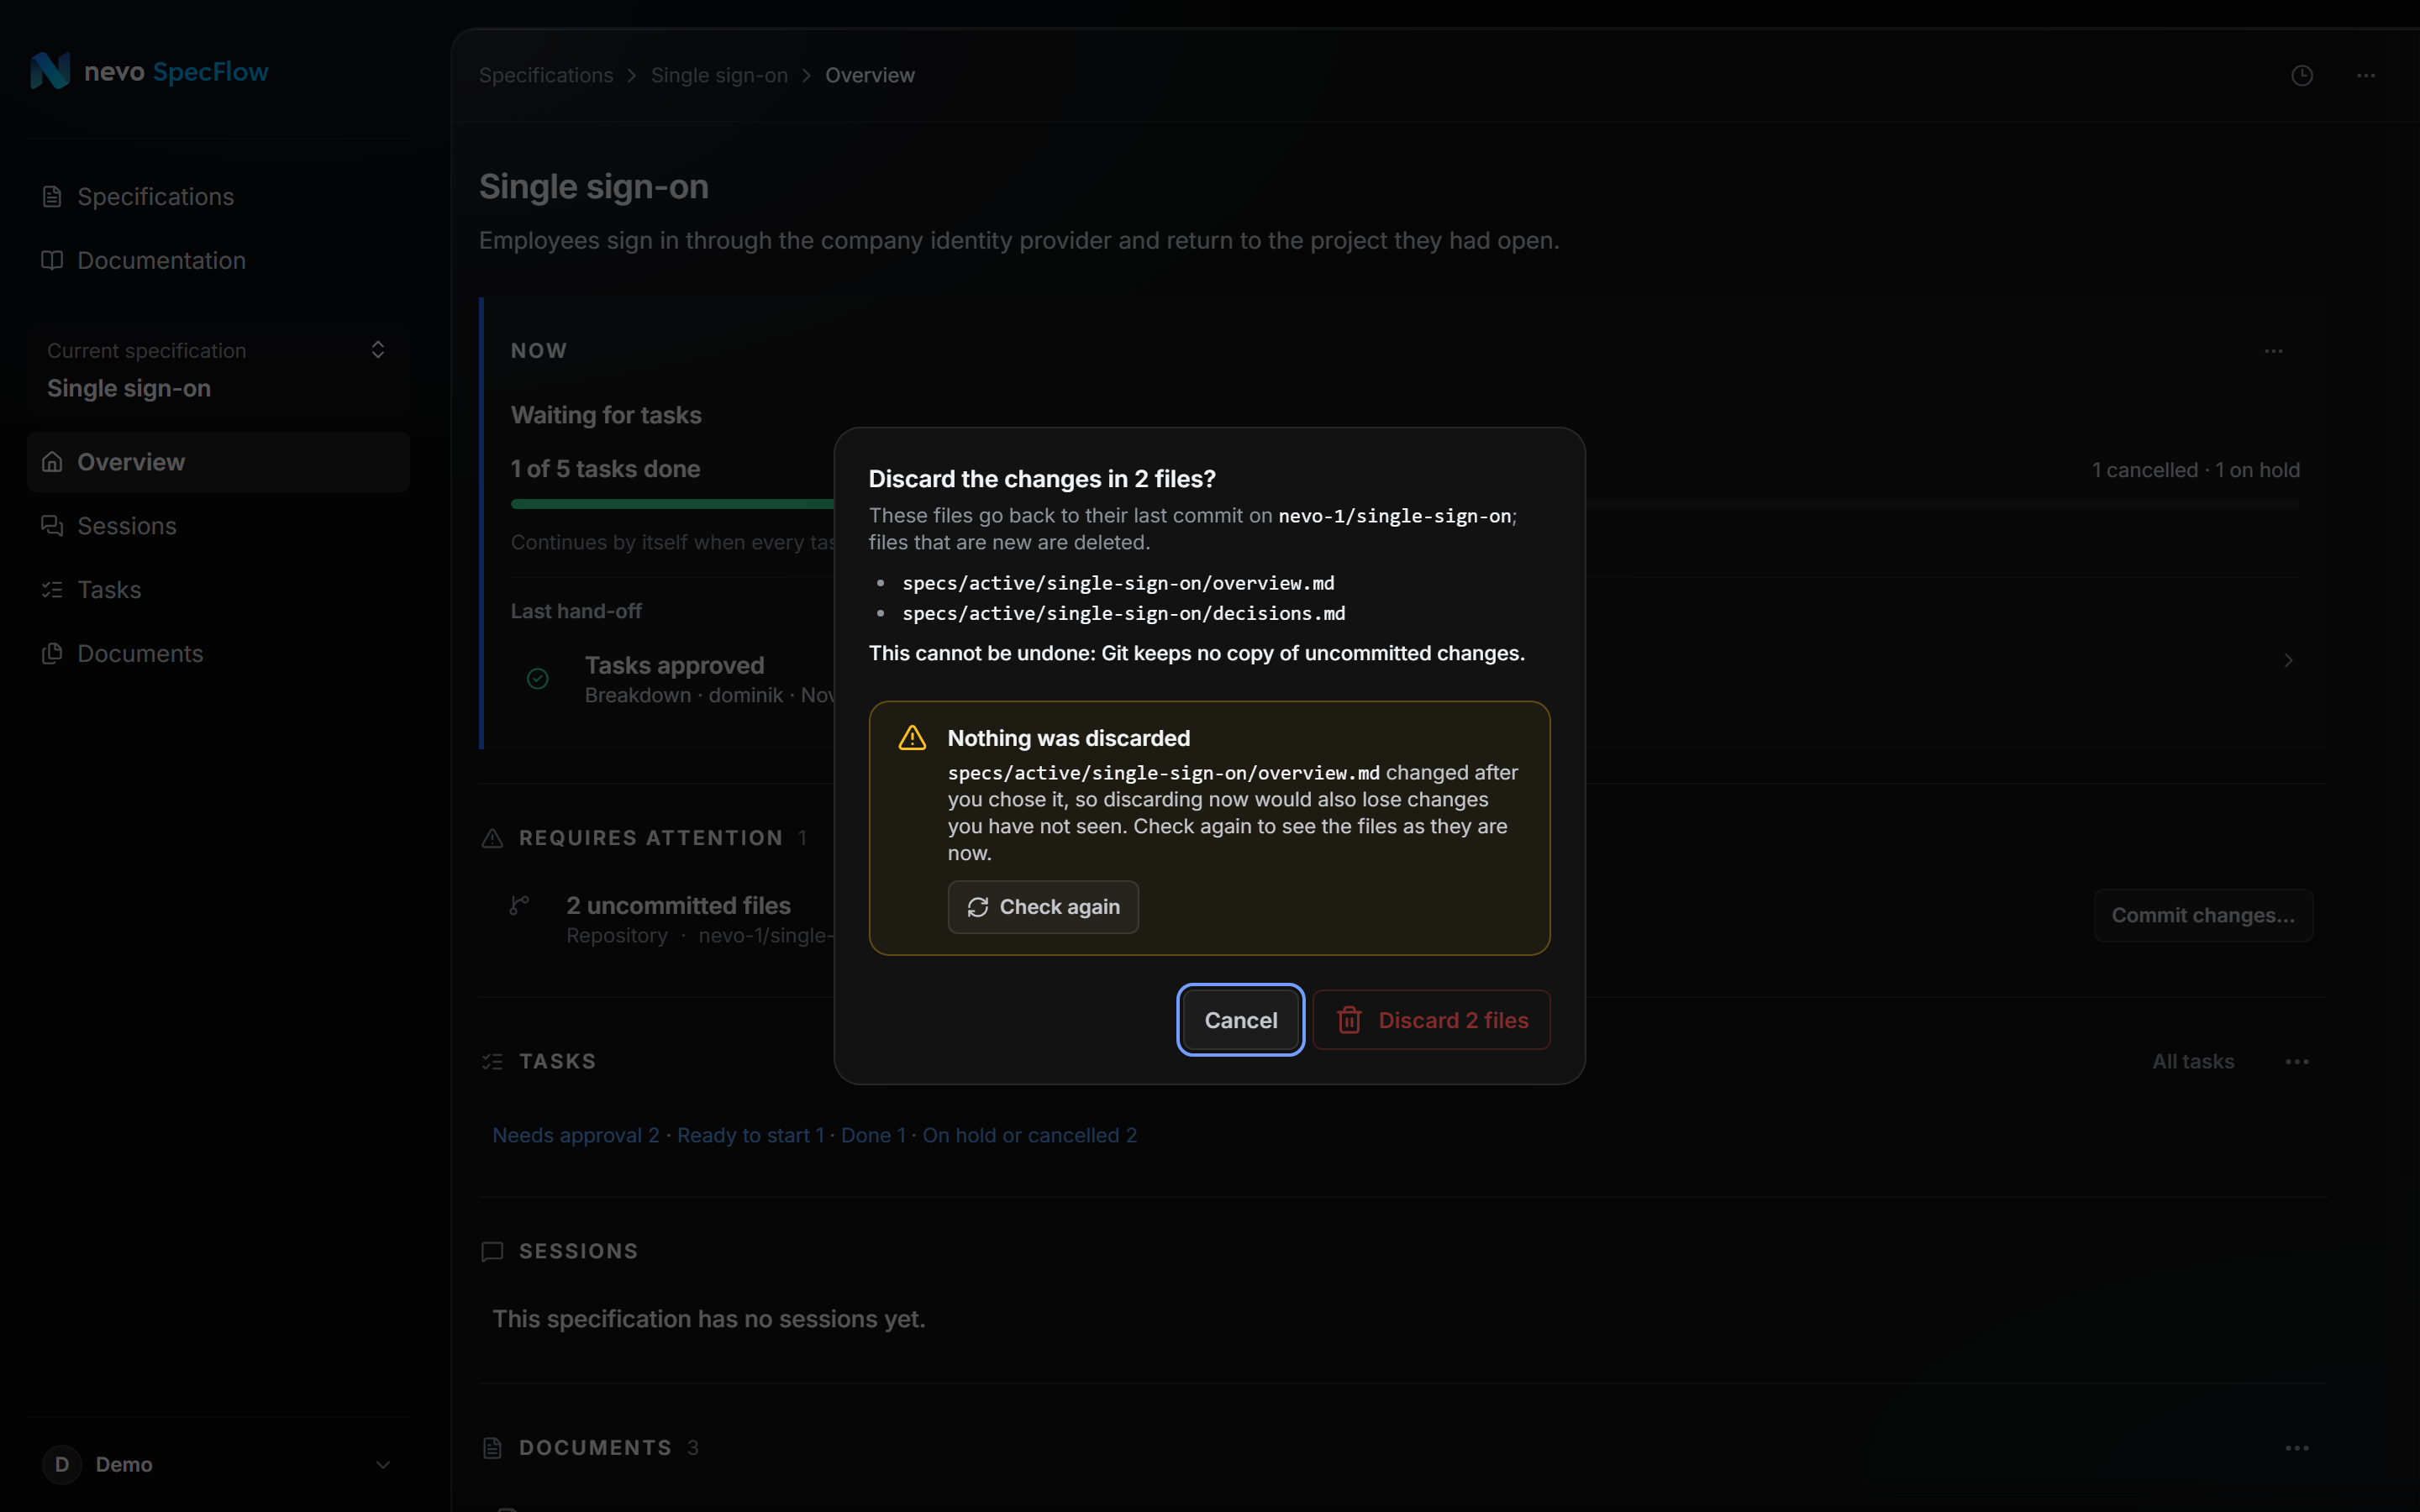 nevo SpecFlow
Specifications
Documentation
Current specification
Single sign-on
Overview
Sessions
Tasks
Documents
D Demo
Specifications > Single sign-on > Overview
Single sign-on
Employees sign in through the company identity provider and return to the project they had open.
NOW
Waiting for tasks
1 of 5 tasks done
1 cancelled · 1 on hold
Continues by itself when every
Last hand-off
Tasks approved
Breakdown · dominik ·
REQUIRES ATTENTION 1
2 uncommitted files
Repository · nevo-1/single-
Commit changes...
TASKS
All tasks
Needs approval 2 · Ready to start 1 · Done 1 · On hold or cancelled 2
SESSIONS
This specification has no sessions yet.
DOCUMENTS 3
Discard the changes in 2 files?
These files go back to their last commit on nevo-1/single-sign-on;
files that are new are deleted.
• specs/active/single-sign-on/overview.md
• specs/active/single-sign-on/decisions.md
This cannot be undone: Git keeps no copy of uncommitted changes.
Nothing was discarded
specs/active/single-sign-on/overview.md changed after
you chose it, so discarding now would also lose changes
you have not seen. Check again to see the files as they are
now.
Check again
Cancel
Discard 2 files